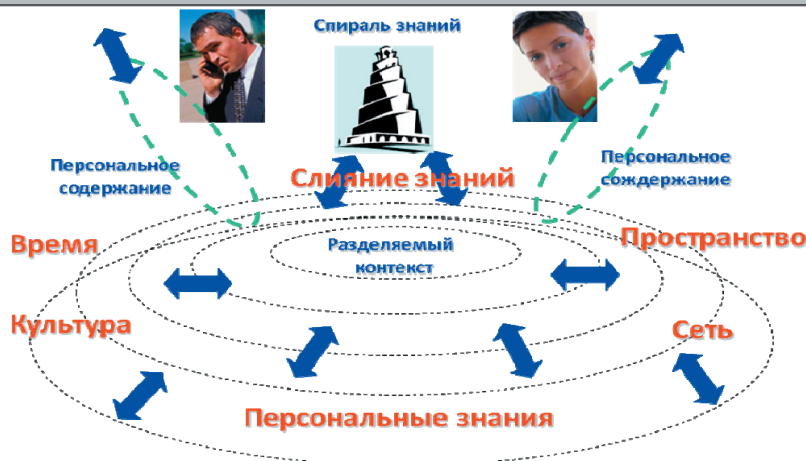 Спираль знаний
Персональное
содержание
Персональное
сождержание
Слияние знаний
Время
Разделяемый
контекст
Пространство
Культура
Сеть
Персональные знания